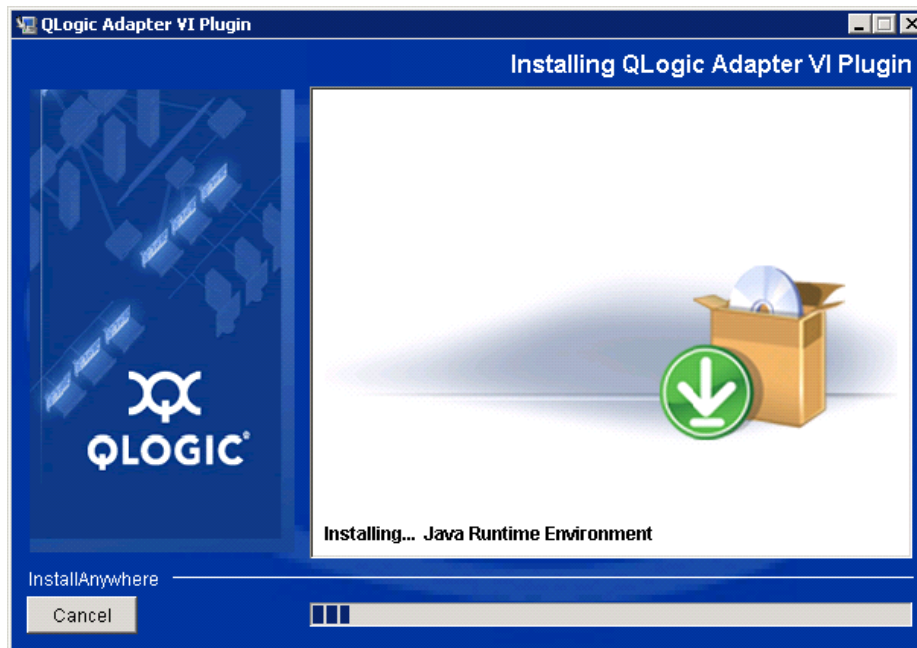 QLogic Adapter VI Plugin
Installing QLogic Adapter VI Plugin
QLOGIC®
Installing... Java Runtime Environment
InstallAnywhere
Cancel